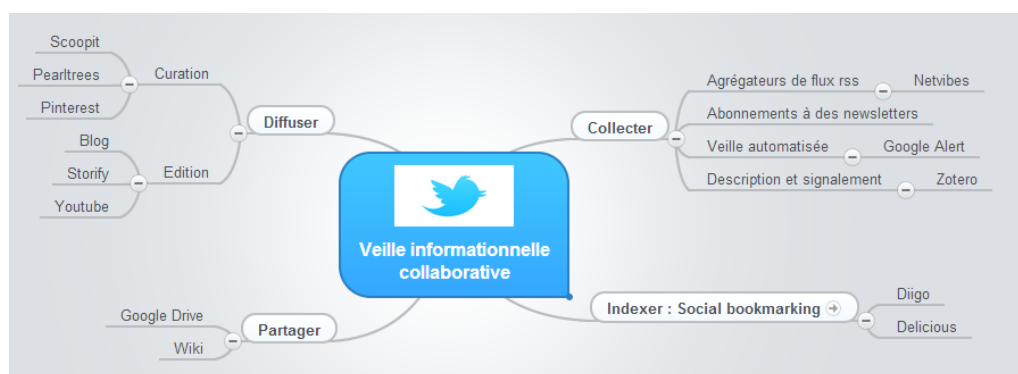 Veille informationnelle
collaborative
Diffuser
Curation
Scoopit
Pearltrees
Pinterest
Edition
Blog
Storify
Youtube
Partager
Google Drive
Wiki
Collecter
Agrégateurs de flux rss
Netvibes
Abonnements à des newsletters
Veille automatisée
Google Alert
Description et signalement
Zotero
Indexer : Social bookmarking
Diigo
Delicious